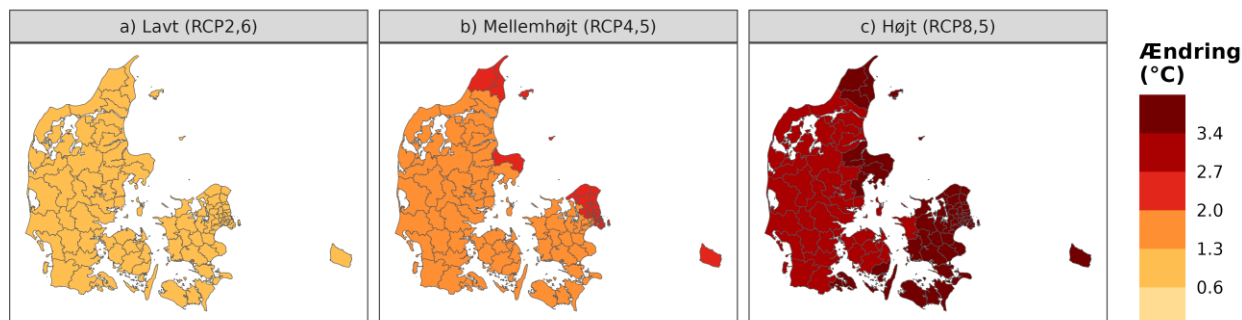 a) Lavt (RCP2,6)
b) Mellemhøjt (RCP4,5)
c) Højt (RCP8,5)
Ændring
(°C)
3.4
2.7
2.0
1.3
0.6